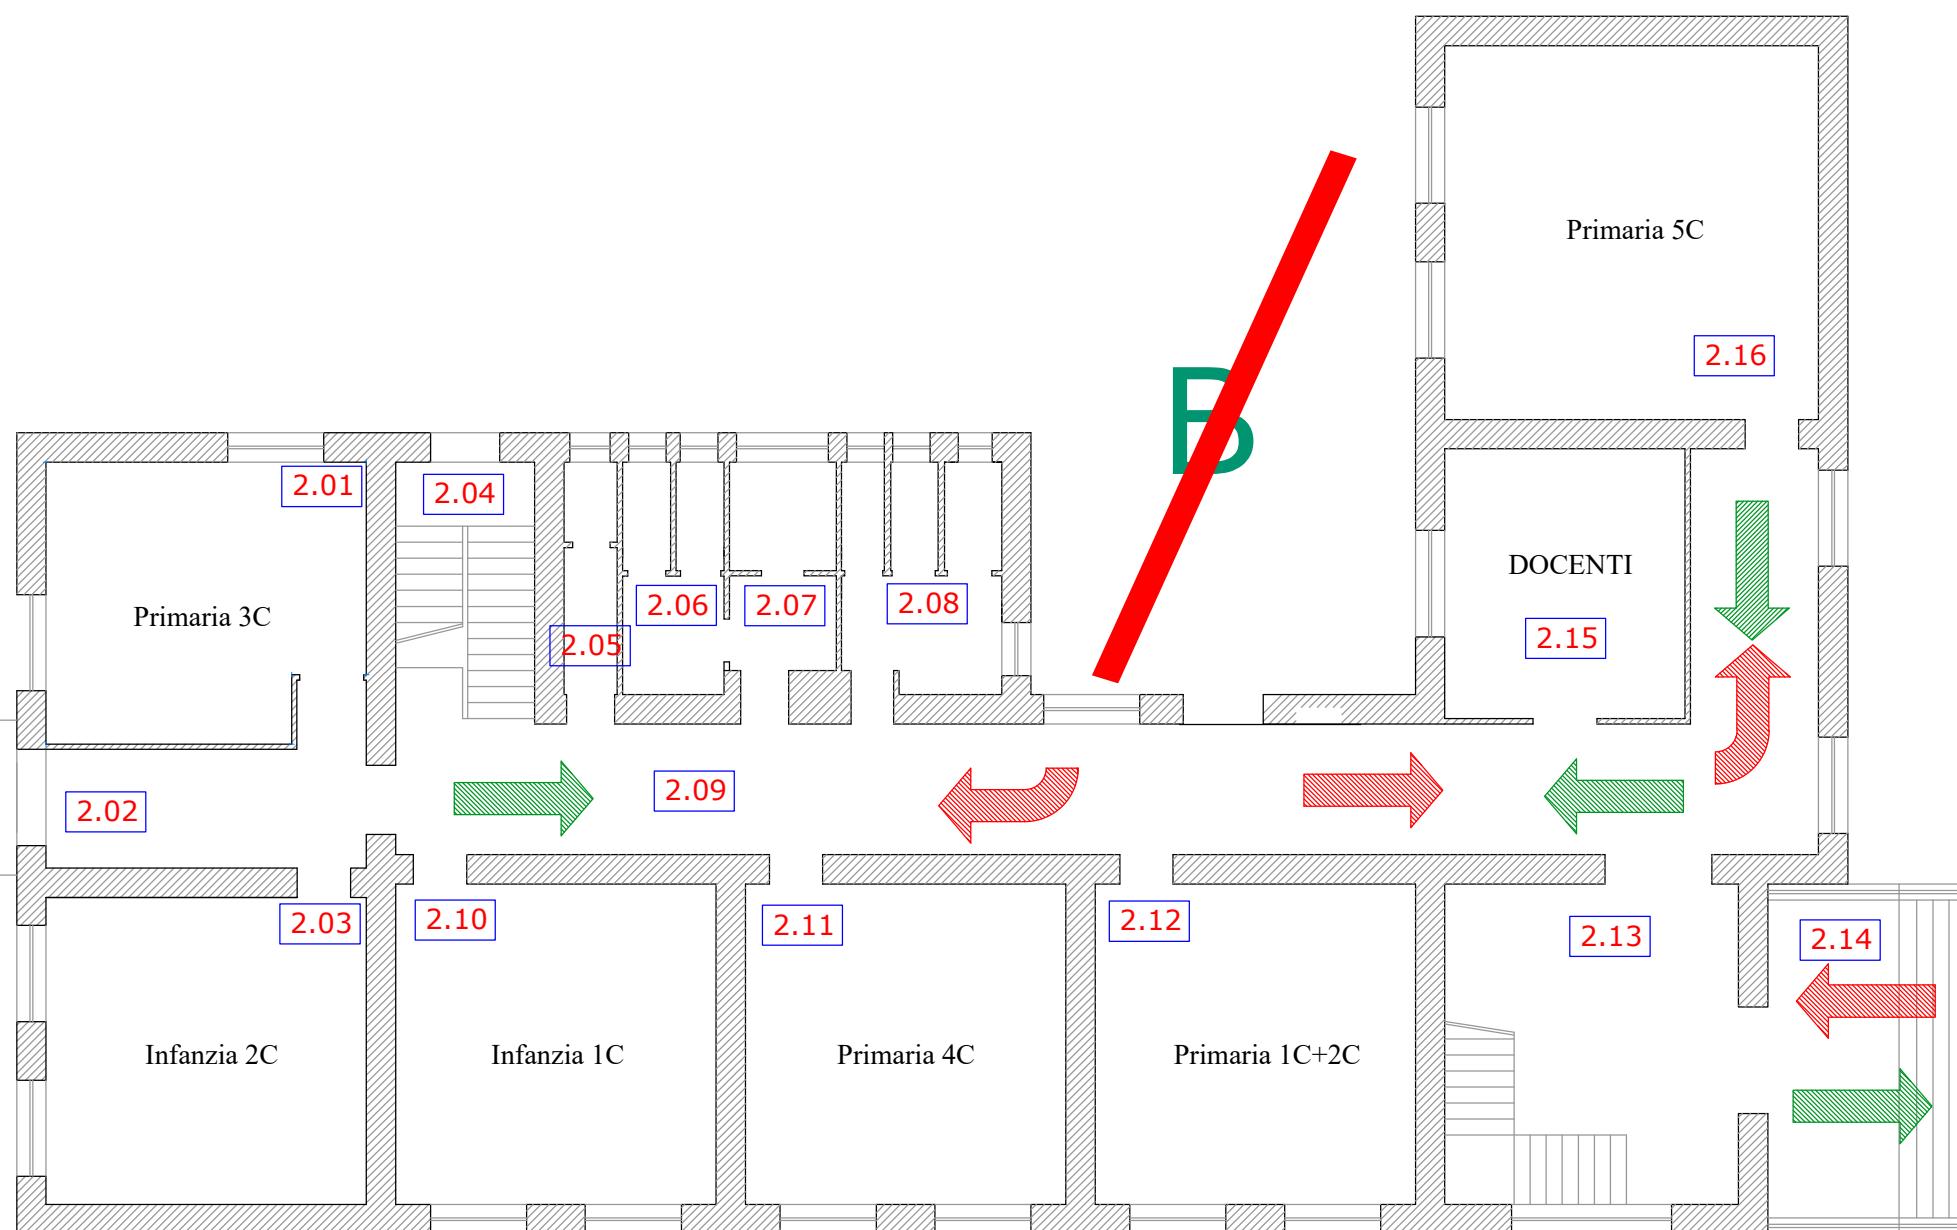 Primaria 5C
2.16
B
2.01
2.04
DOCENTI
2.15
Primaria 3C
2.05
2.06
2.07
2.08
2.02
2.09
2.03
2.10
2.11
2.12
2.13
2.14
Infanzia 2C
Infanzia 1C
Primaria 4C
Primaria 1C+2C